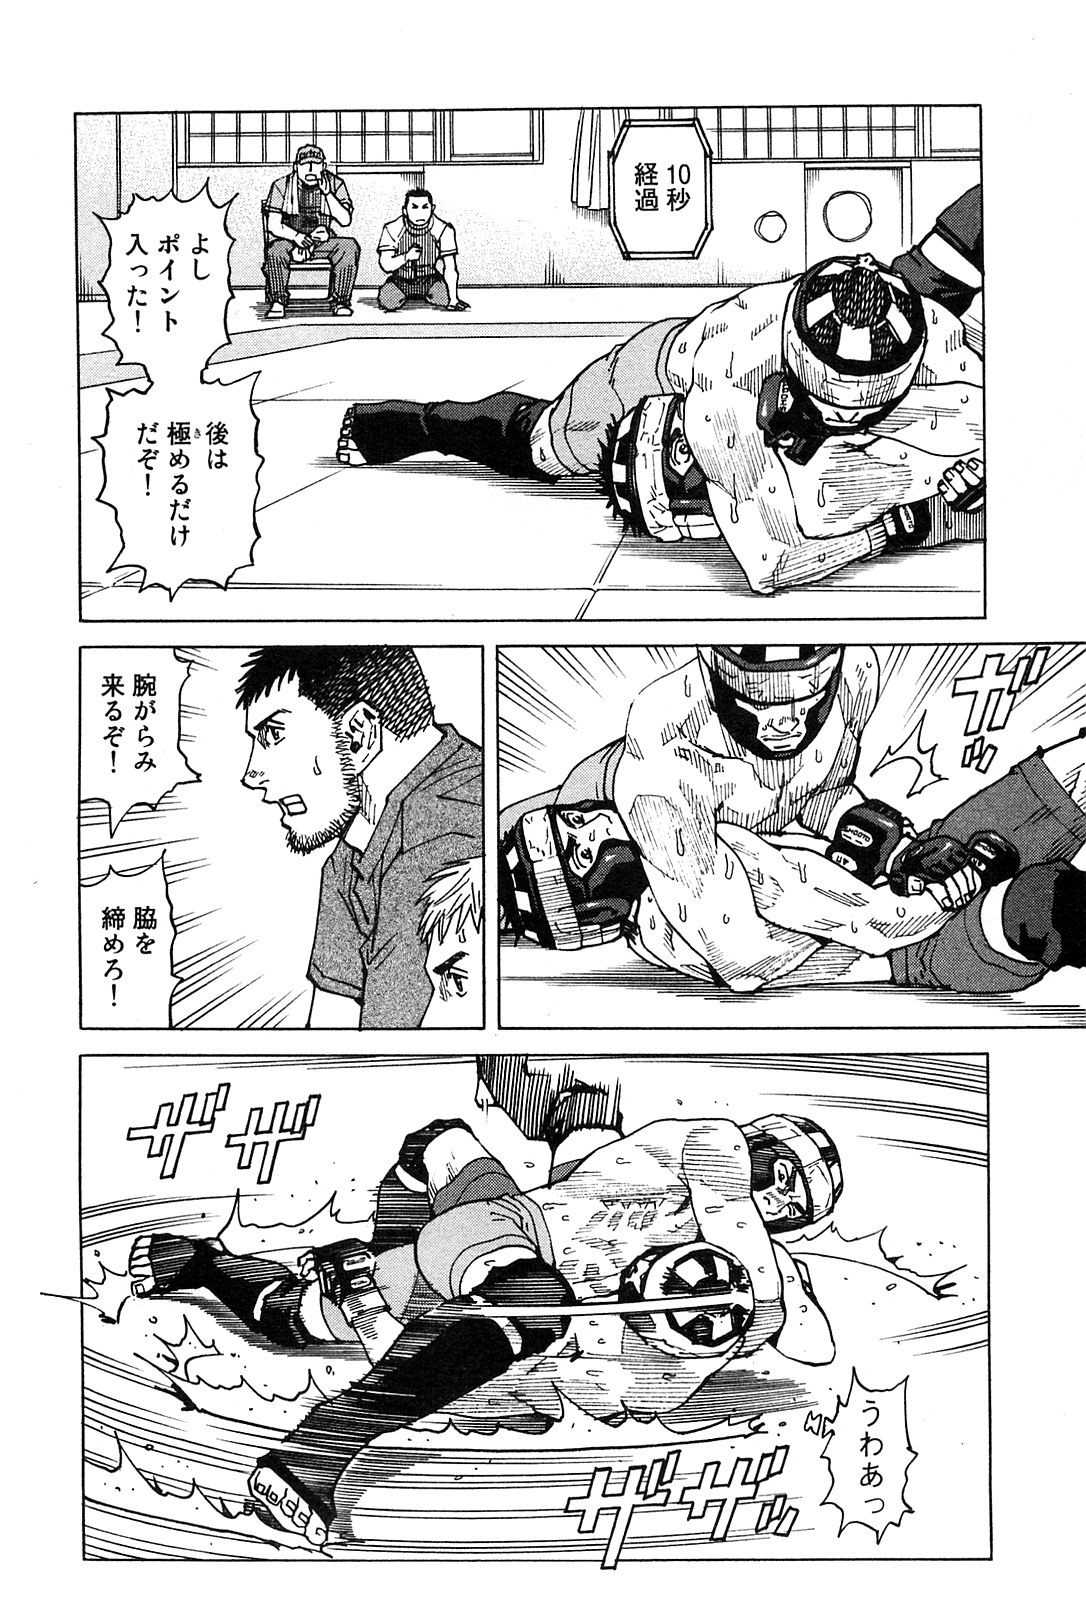 10秒
経過
よし
ポイント
入った！
後は
極めるだけ
き
だぞ！
ガッ
SHOOTO
腕がらみ
来るぞ！
脇を
締めろ！
ザザ
うわあっ
ザザッ